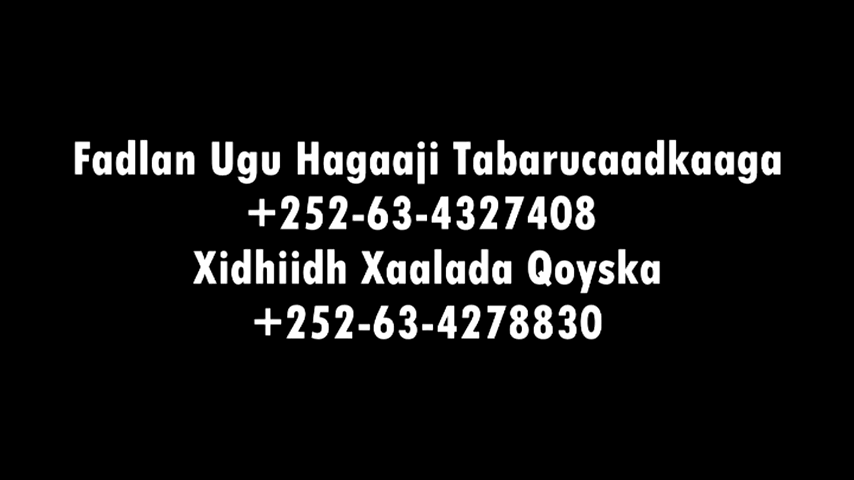 Fadlan Ugu Hagaaji Tabarucaadkaaga
+252-63-4327408
Xidhiidh Xaalada Qoyska
+252-63-4278830